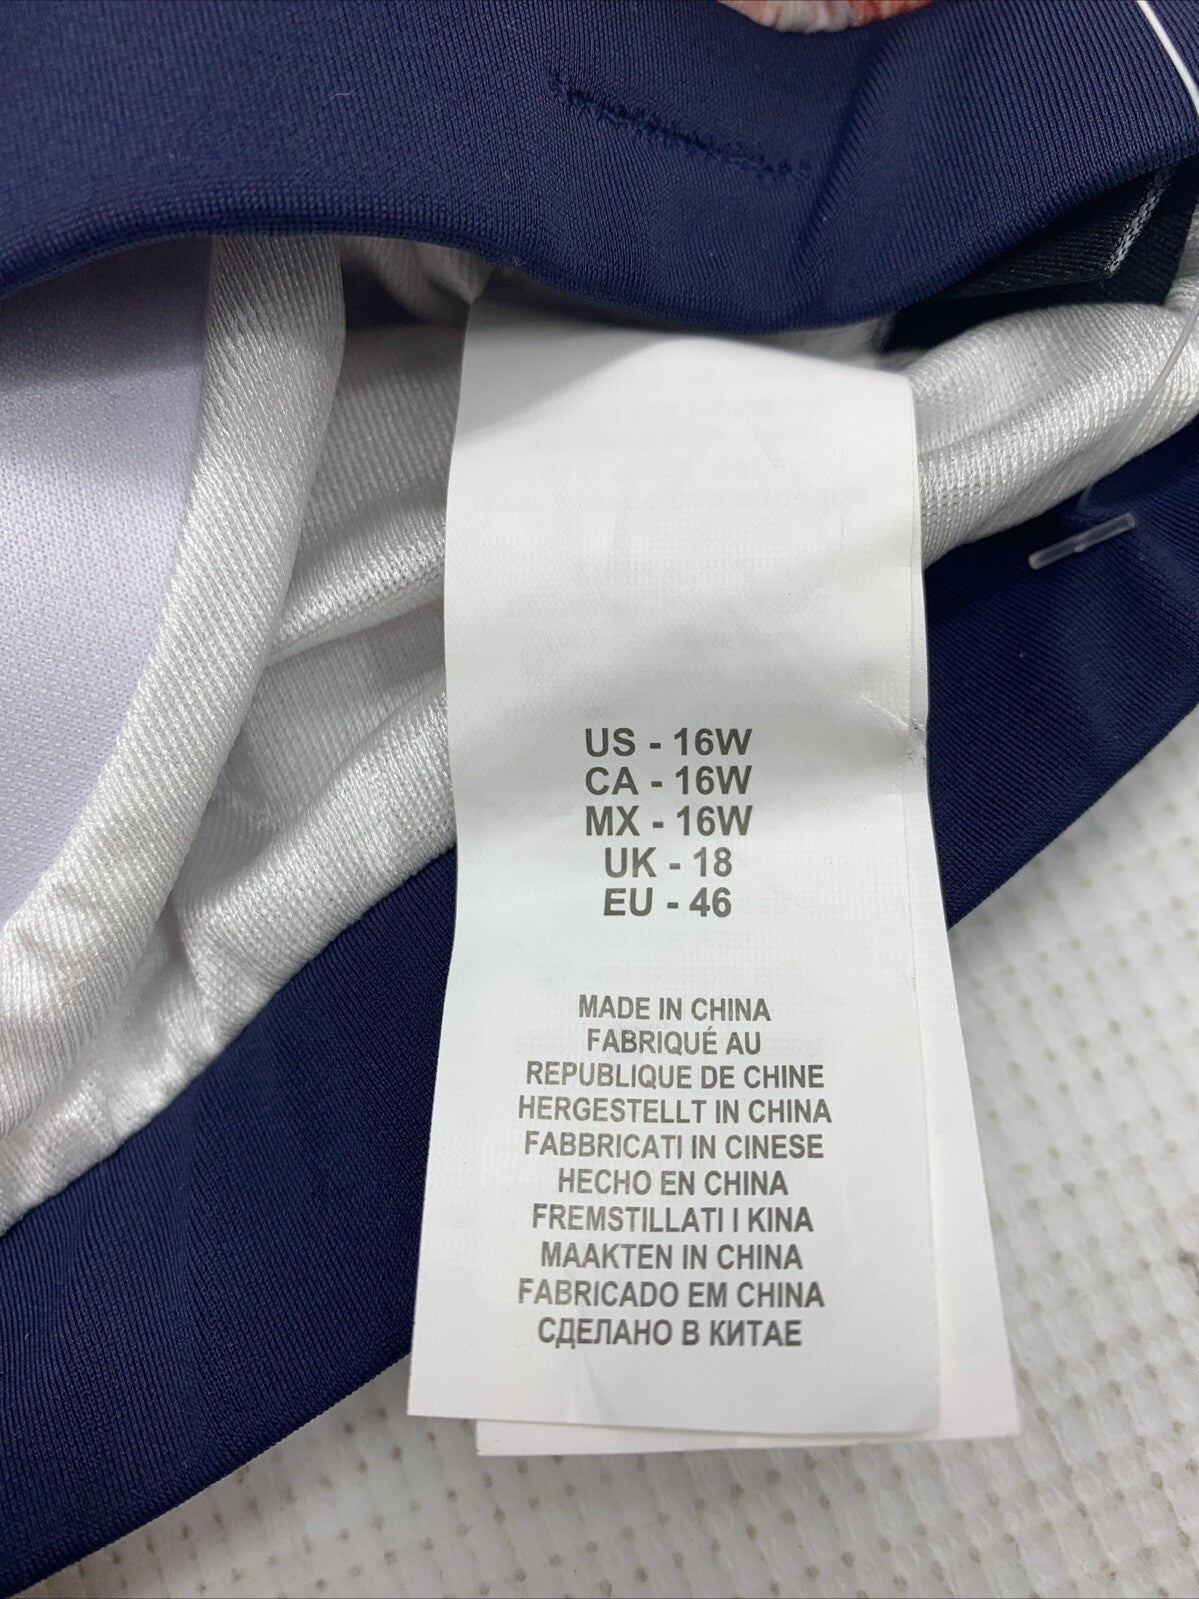 US - 16W
CA - 16W
MX - 16W
UK - 18
EU - 46
MADE IN CHINA
FABRIQUÉ AU
REPUBLIQUE DE CHINE
HERGESTELLT IN CHINA
FABBRICATI IN CINESE
HECHO EN CHINA
FREMSTILLATI I KINA
MAAKTEN IN CHINA
FABRICADO EM CHINA
СДЕЛАНО В КИТАЕ